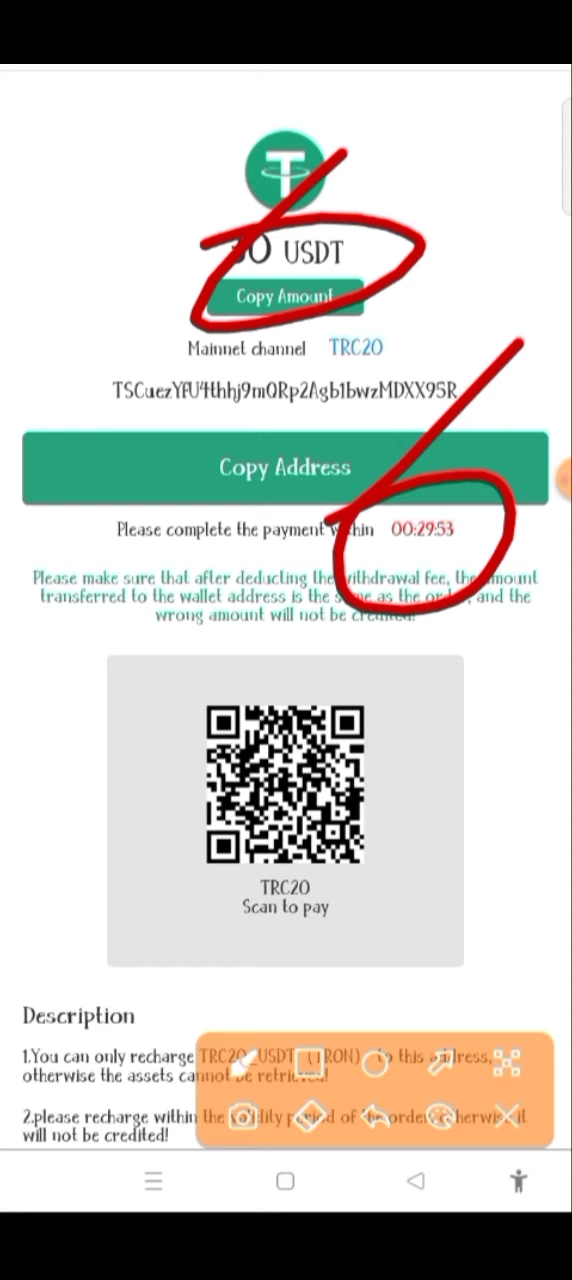 USDT
Copy Amount
Mainnet channel TRC20
TSCuezYfU4thhj9mQRp2Agb1bwzMDXX95R
Copy Address
Please complete the payment within 00:29:53
Please make sure that after deducting the withdrawal fee, the amount
transferred to the wallet address is the same as the order, and the
wrong amount will not be credited!
TRC20
Scan to pay
Description
1.You can only recharge TRC20_USDT (TRON) to this address,
otherwise the assets cannot be retrieved!
2.please recharge within the validity period of the order, otherwise it
will not be credited!